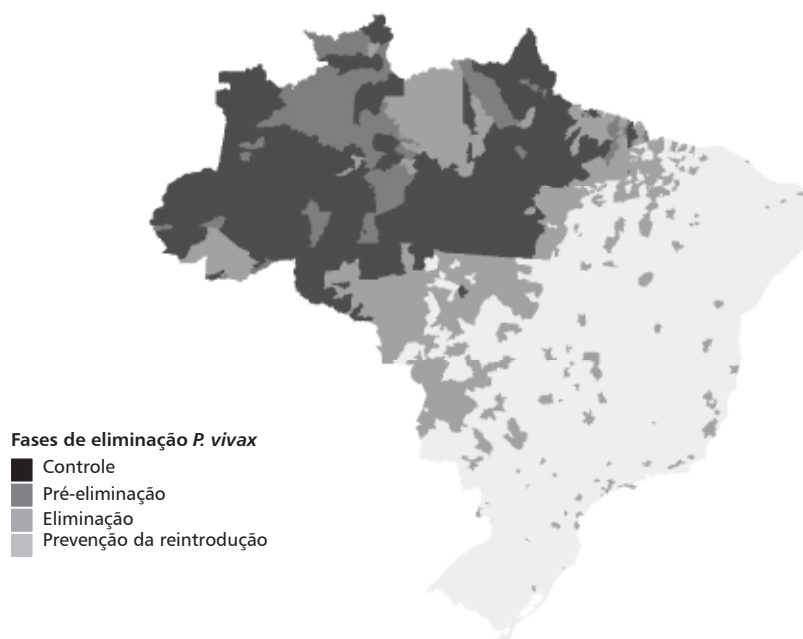 Fases de eliminação P. vivax
Controle
Pré-eliminação
Eliminação
Prevenção da reintrodução